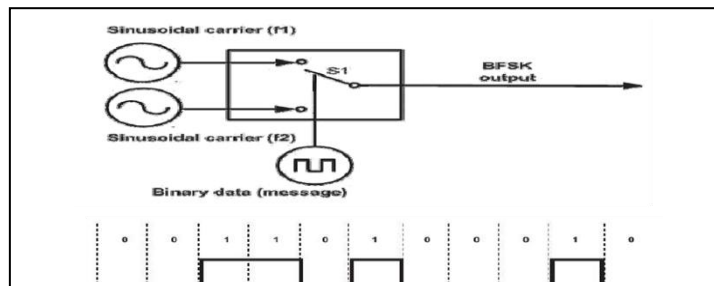 Sinusoidal carrier (f1)
S1
BFSK
output
Sinusoidal carrier (f2)
Binary data (message)
0 0 1 1 0 1 0 0 0 1 0